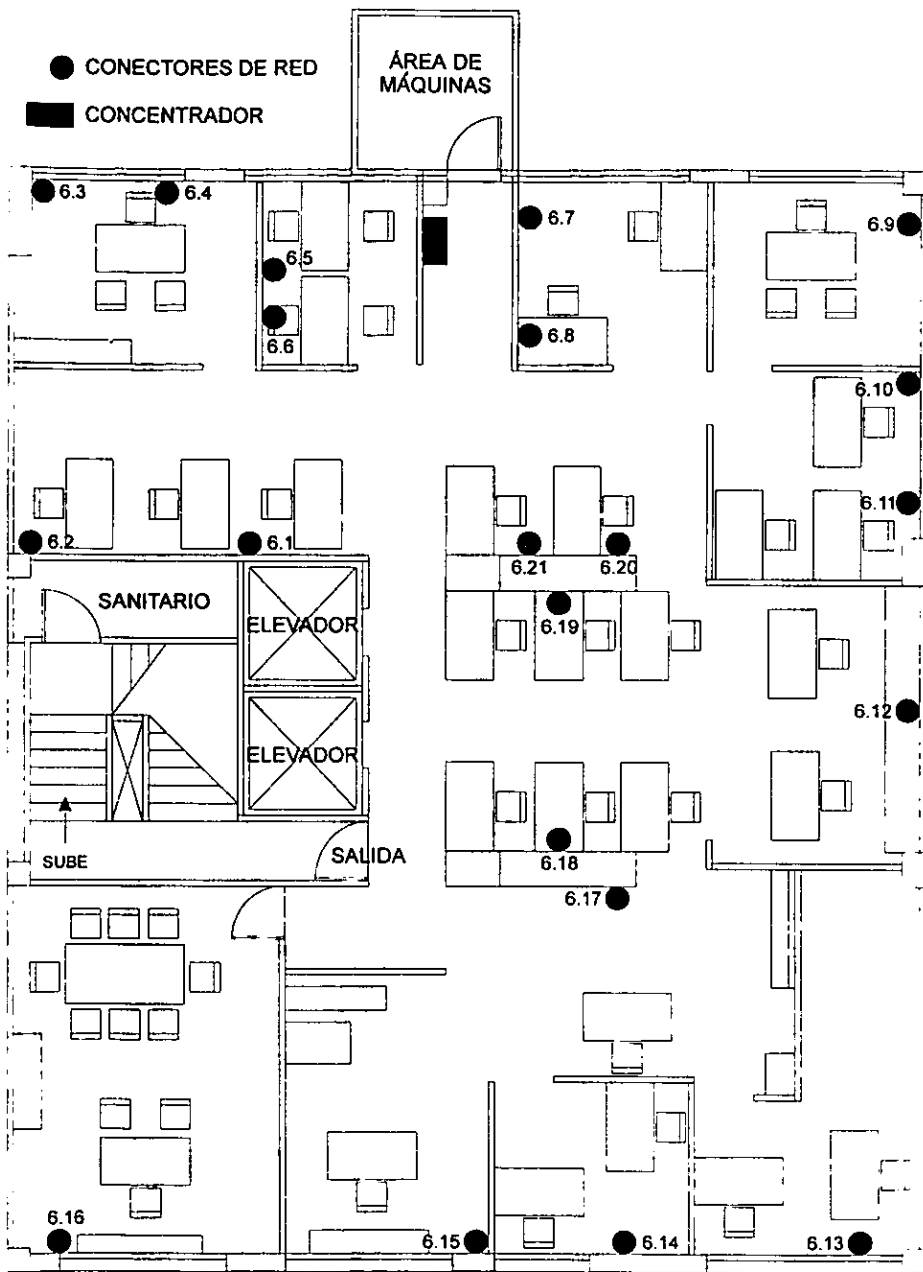 CONECTORES DE RED
CONCENTRADOR
ÁREA DE
MÁQUINAS
6.3
6.4
6.5
6.6
6.7
6.8
6.9
6.10
6.11
6.2
6.1
6.21
6.20
SANITARIO
ELEVADOR
6.19
6.12
ELEVADOR
SUBE
SALIDA
6.18
6.17
6.16
6.15
6.14
6.13